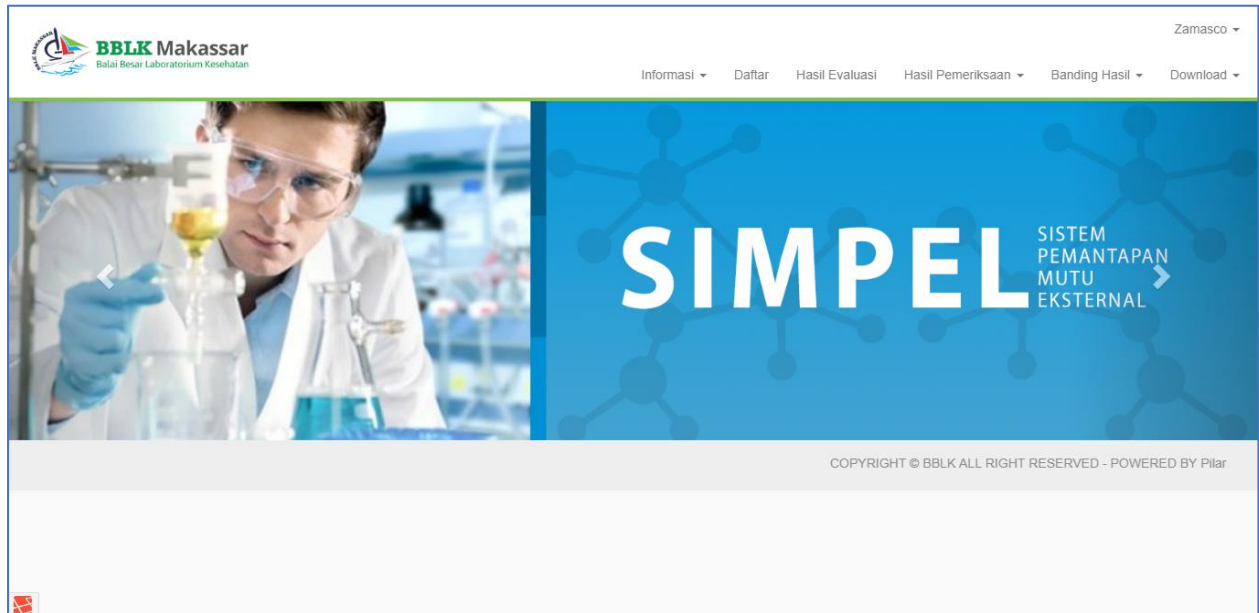 Zamasco
BBLK Makassar
Balai Besar Laboratorium Kesehatan
Informasi Daftar Hasil Evaluasi Hasil Pemeriksaan Banding Hasil Download
SIMPEL
SISTEM
PEMANTAPAN
MUTU
EKSTERNAL
COPYRIGHT © BBLK ALL RIGHT RESERVED - POWERED BY Pilar